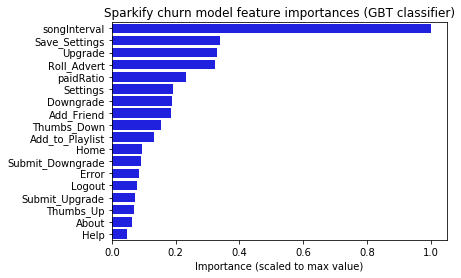 Sparkify churn model feature importances (GBT classifier)
songInterval
Save_Settings
Upgrade
Roll_Advert
paidRatio
Settings
Downgrade
Add_Friend
Thumbs_Down
Add_to_Playlist
Home
Submit_Downgrade
Error
Logout
Submit_Upgrade
Thumbs_Up
About
Help
0.0 0.2 0.4 0.6 0.8 1.0
Importance (scaled to max value)